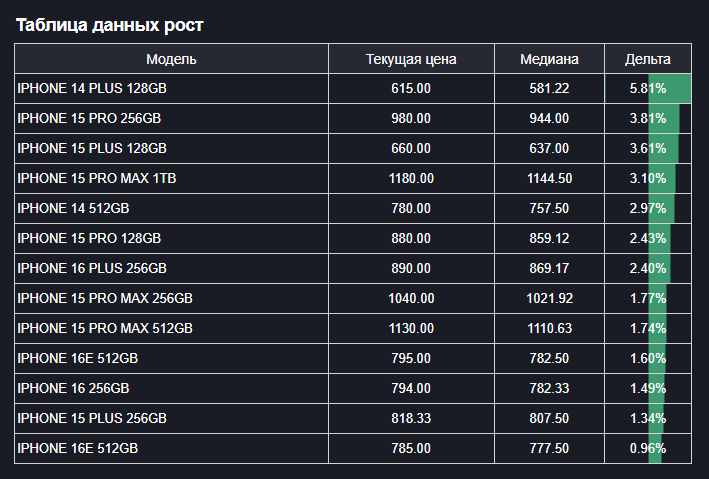 Таблица данных рост
Модель Текущая цена Медиана Дельта
IPHONE 14 PLUS 128GB 615.00 581.22 5.81%
IPHONE 15 PRO 256GB 980.00 944.00 3.81%
IPHONE 15 PLUS 128GB 660.00 637.00 3.61%
IPHONE 15 PRO MAX 1TB 1180.00 1144.50 3.10%
IPHONE 14 512GB 780.00 757.50 2.97%
IPHONE 15 PRO 128GB 880.00 859.12 2.43%
IPHONE 16 PLUS 256GB 890.00 869.17 2.40%
IPHONE 15 PRO MAX 256GB 1040.00 1021.92 1.77%
IPHONE 15 PRO MAX 512GB 1130.00 1110.63 1.74%
IPHONE 16E 512GB 795.00 782.50 1.60%
IPHONE 16 256GB 794.00 782.33 1.49%
IPHONE 15 PLUS 256GB 818.33 807.50 1.34%
IPHONE 16E 512GB 785.00 777.50 0.96%